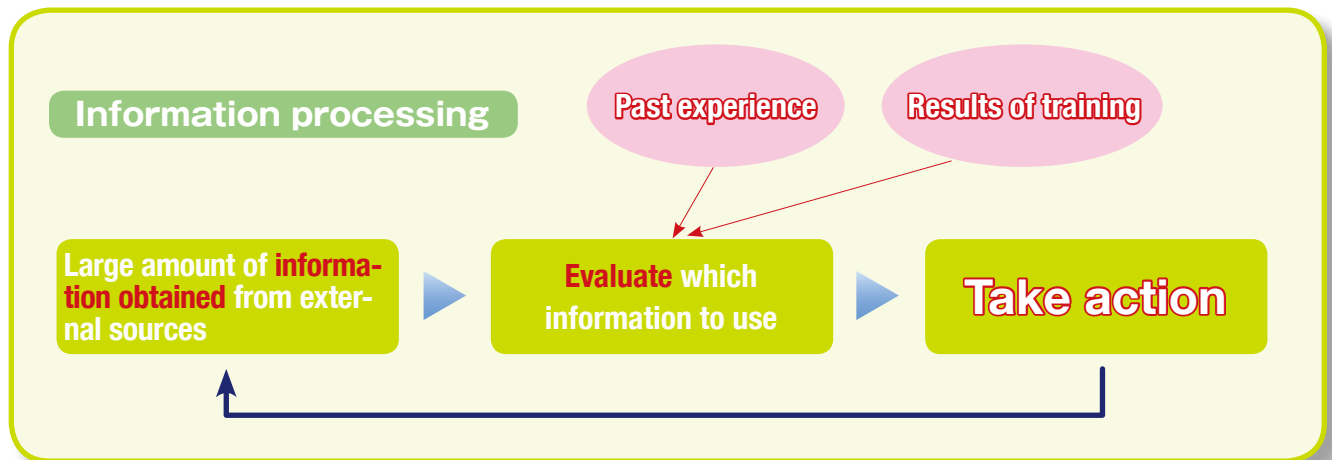 Information processing
Past experience
Results of training
Large amount of informa-
tion obtained from exter-
nal sources
Evaluate which
information to use
Take action